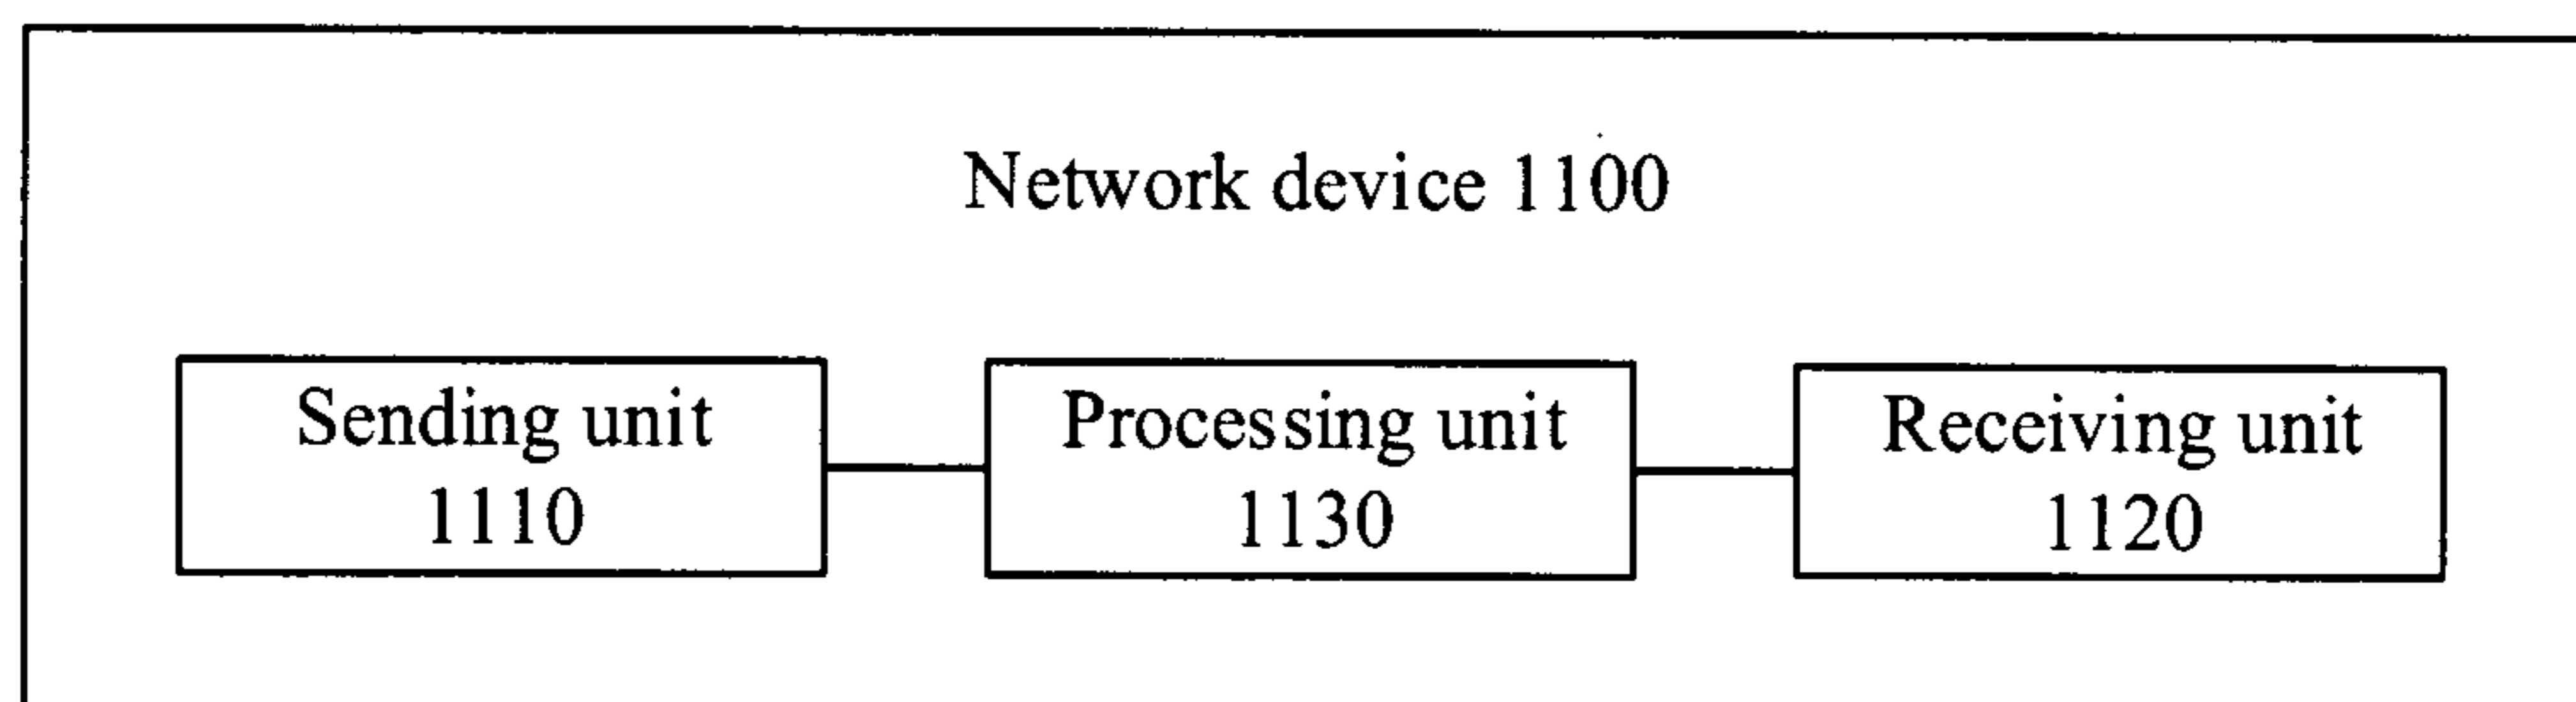 Network device 1100
Sending unit
1110
Processing unit
1130
Receiving unit
1120